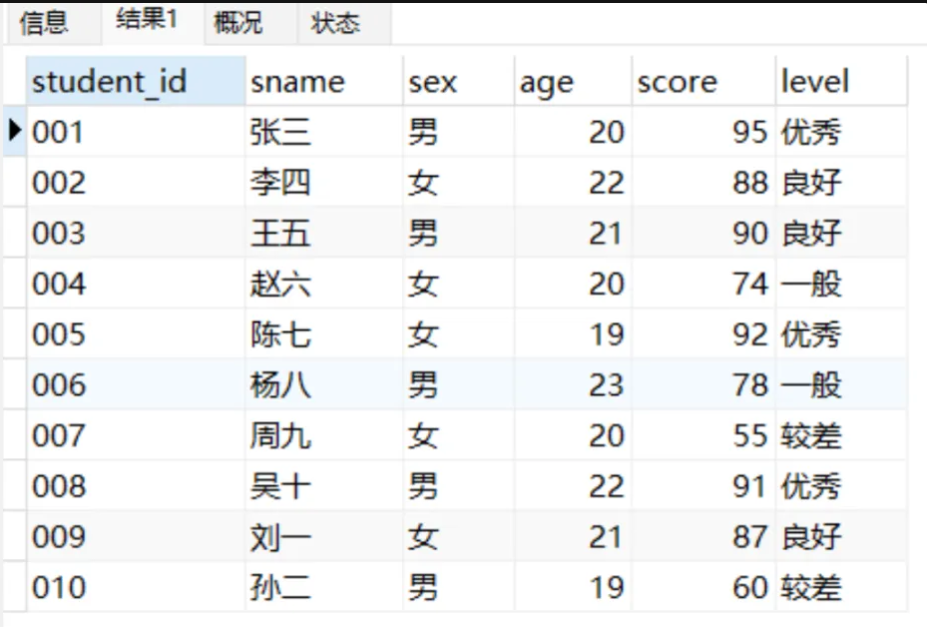 信息 结果1 概况 状态
student_id sname sex age score level
001 张三 男 20 95 优秀
002 李四 女 22 88 良好
003 王五 男 21 90 良好
004 赵六 女 20 74 一般
005 陈七 女 19 92 优秀
006 杨八 男 23 78 一般
007 周九 女 20 55 较差
008 吴十 男 22 91 优秀
009 刘一 女 21 87 良好
010 孙二 男 19 60 较差